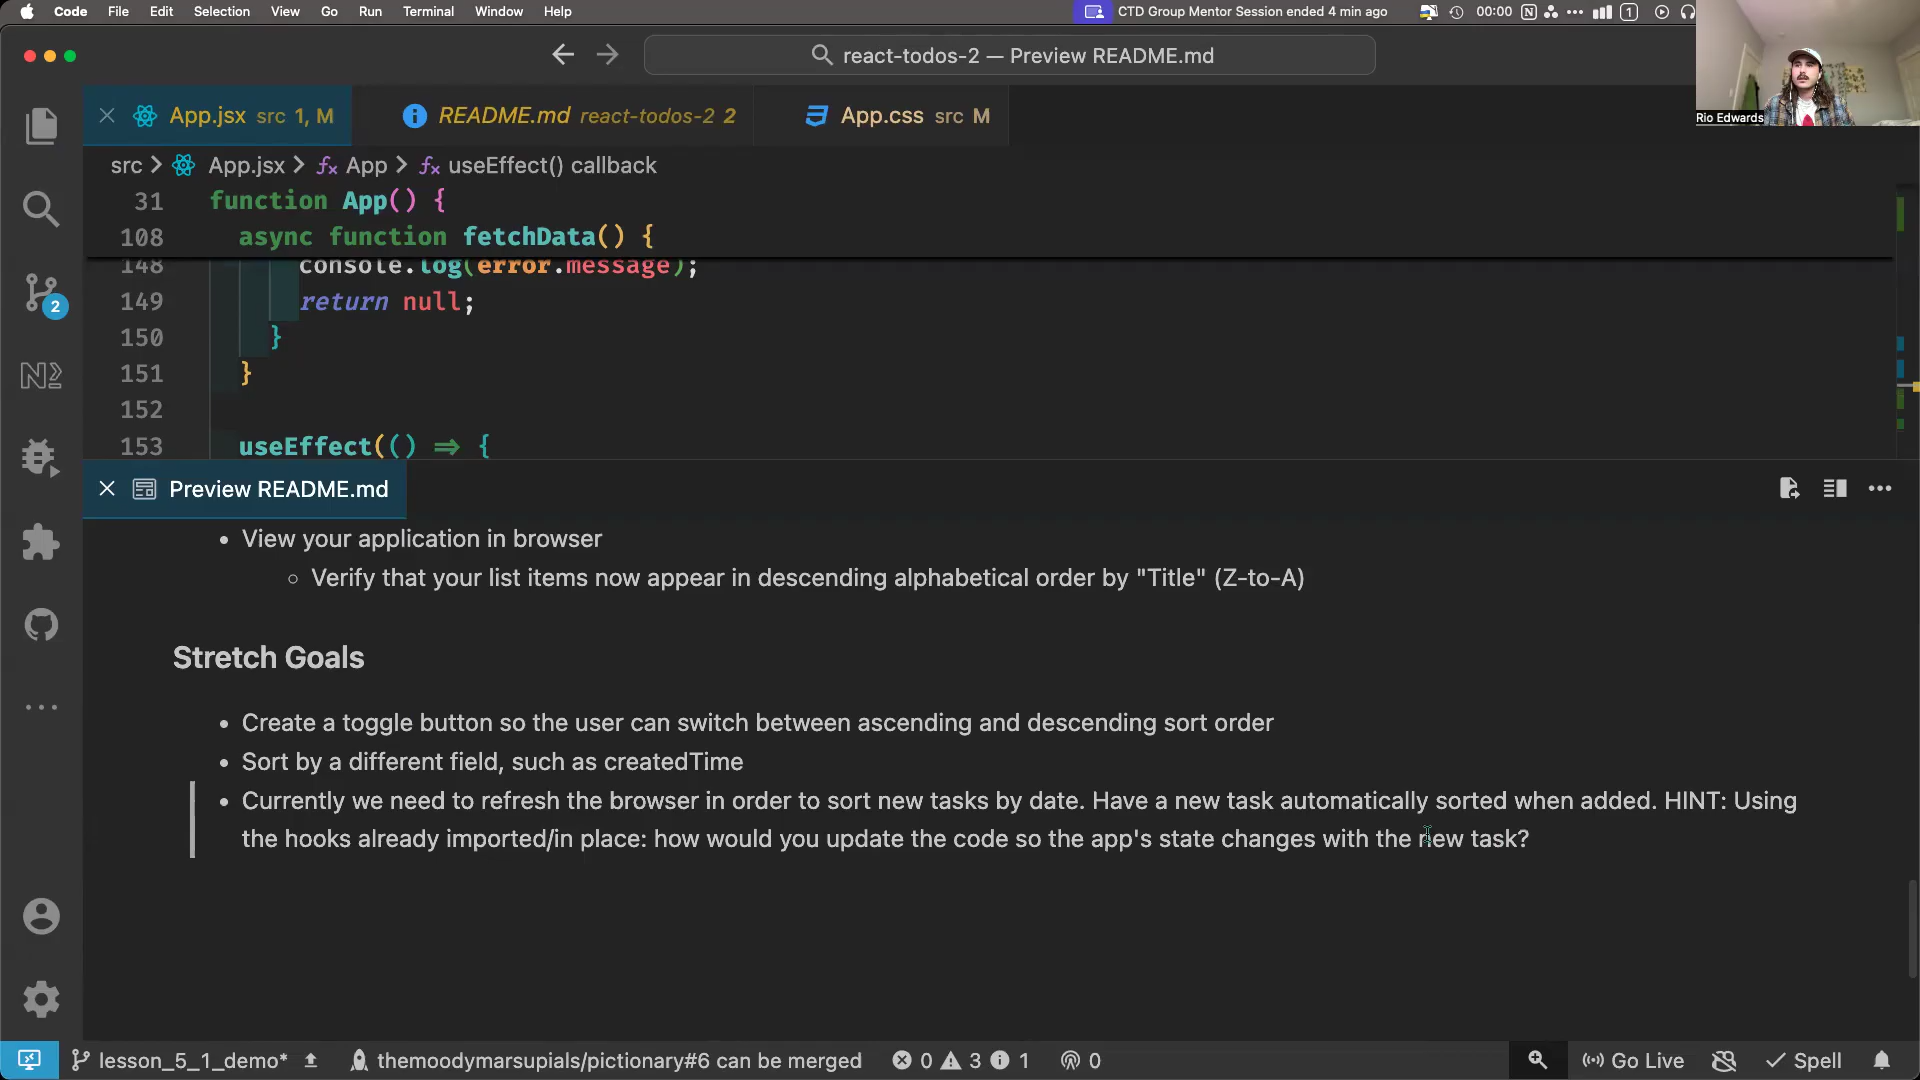 Code File Edit Selection View Go Run Terminal Window Help CTD Group Mentor Session ended 4 min ago 00:00 1
react-todos-2 — Preview README.md
Rio Edwards
App.jsx src 1, M README.md react-todos-2 2 App.css src M
src > App.jsx > App > useEffect() callback
31 function App() {
108 async function fetchData() {
148 console.log(error.message);
149 return null;
150 }
151 }
152
153 useEffect(() => {
2
Preview README.md
View your application in browser
Verify that your list items now appear in descending alphabetical order by "Title" (Z-to-A)
Stretch Goals
Create a toggle button so the user can switch between ascending and descending sort order
Sort by a different field, such as createdTime
Currently we need to refresh the browser in order to sort new tasks by date. Have a new task automatically sorted when added. HINT: Using
the hooks already imported/in place: how would you update the code so the app's state changes with the new task?
lesson_5_1_demo* themoodymarsupials/pictionary#6 can be merged 0 3 1 0 Go Live Spell